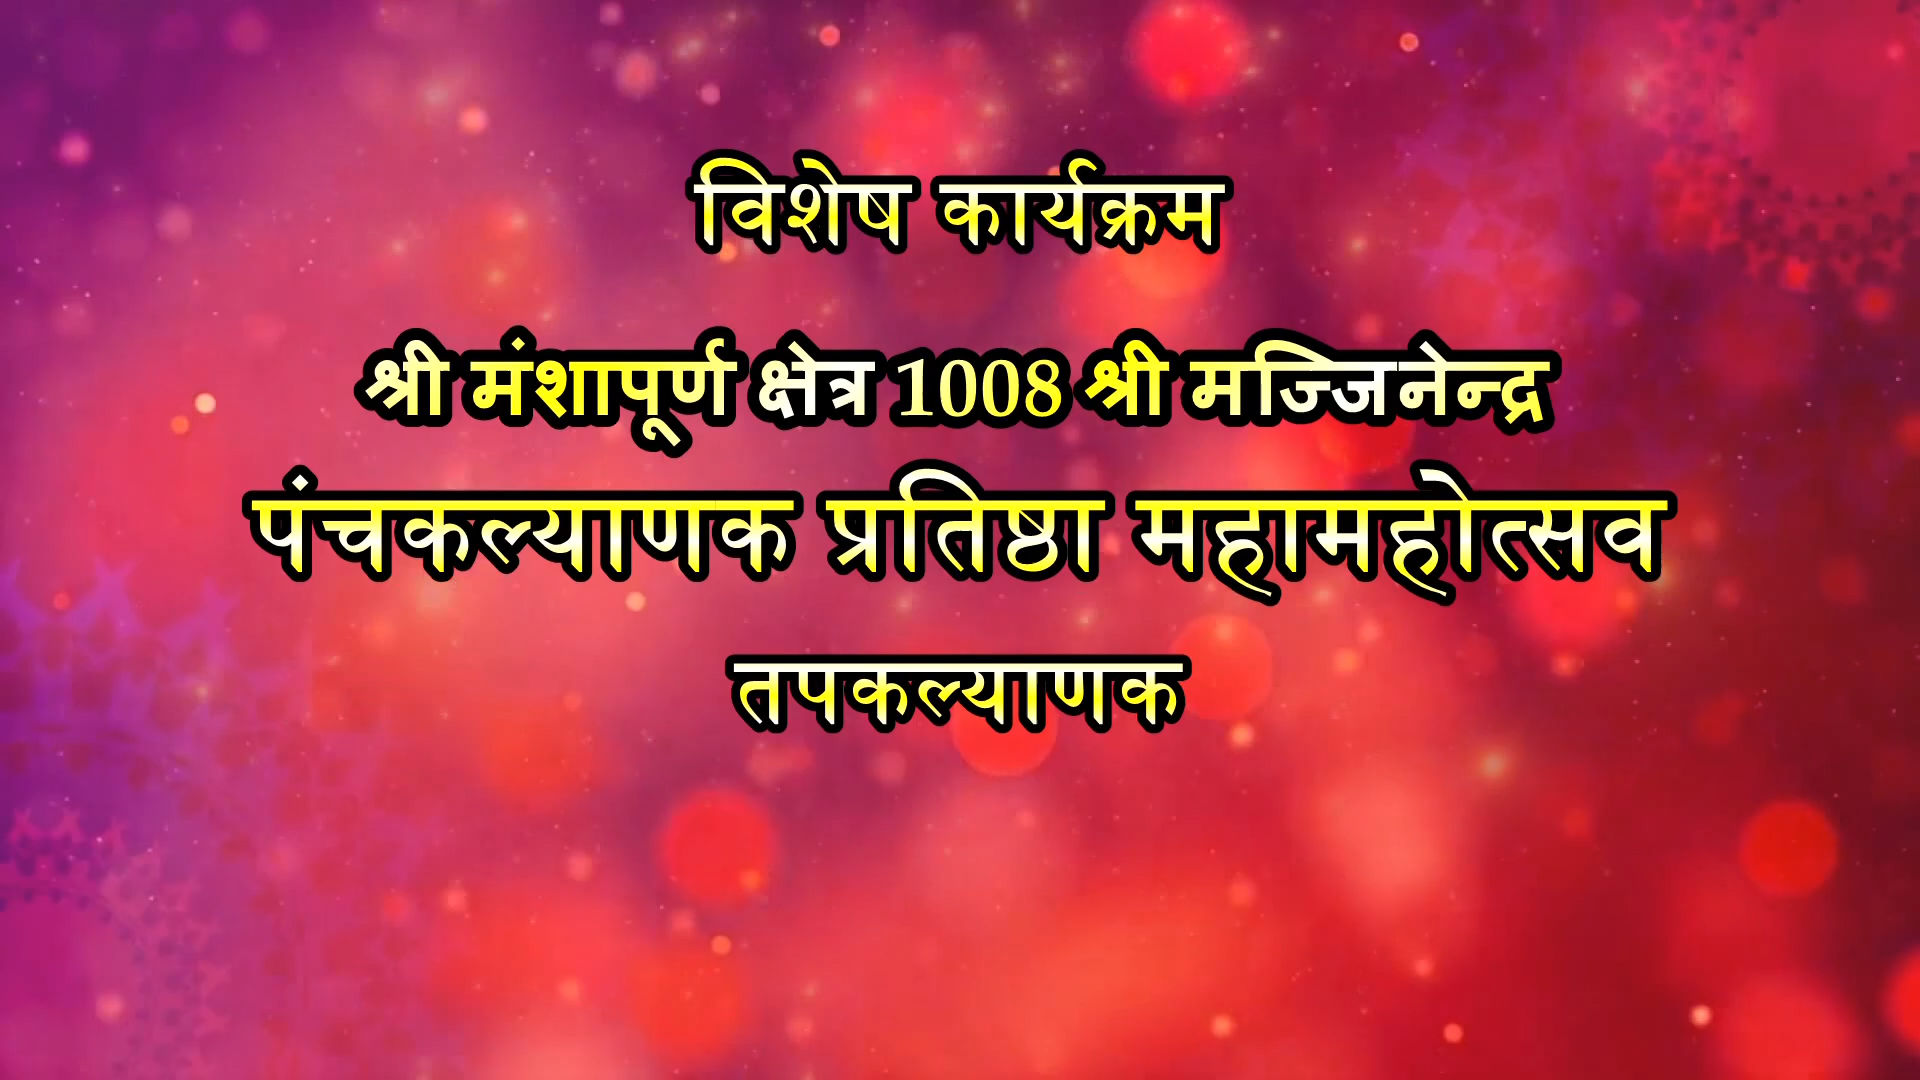 विशेष कार्यक्रम
श्री मंशापूर्ण क्षेत्र 1008 श्री मज्जिनेन्द्र
पंचकल्याणक प्रतिष्ठा महामहोत्सव
तपकल्याणक